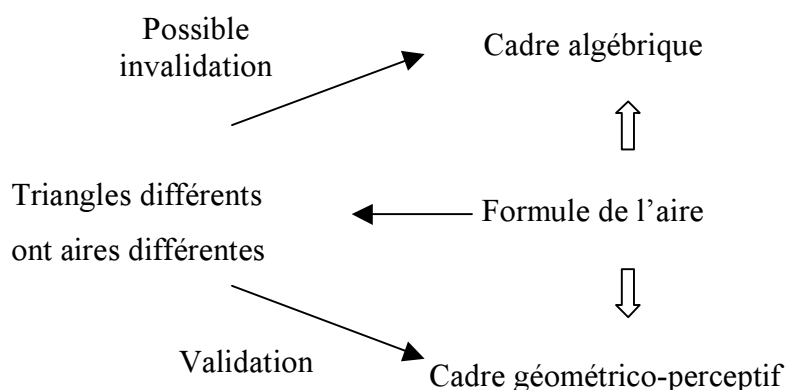 Possible
invalidation
Cadre algébrique
Triangles différents
ont aires différentes
Formule de l’aire
Validation
Cadre géométrico-perceptif